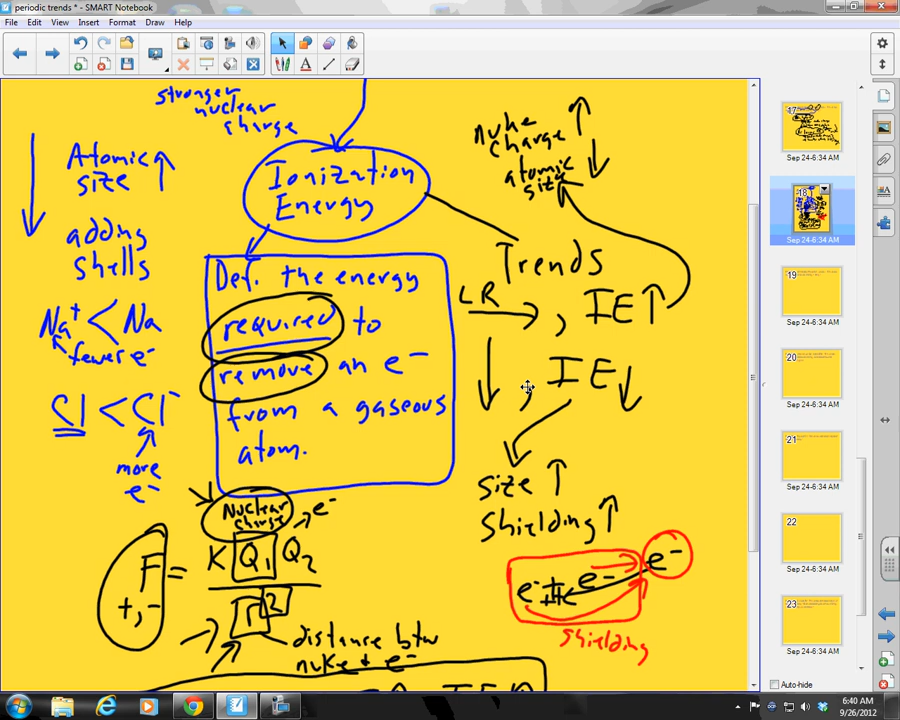 periodic trends * - SMART Notebook
File Edit View Insert Format Draw Help
stronger
nuclear
charge
Ionization
Energy
nuke
charge ↑
atomic
size ↓
Atomic
size ↑
adding
shells
Na⁺ < Na
fewer e⁻
Cl < Cl⁻
more
e⁻
Def. the energy
required to
remove an e⁻
from a gaseous
atom.
Trends
LR
→, IE↑
↓, IE↓
size ↑
shielding ↑
e⁻ e⁻ e⁻
shielding
Nuclear
charge
e⁻
F = K Q₁ Q₂
+, -
r²
distance btw
nuke + e⁻
17
Sep 24-6:34 AM
18
Sep 24-6:34 AM
19
Sep 24-6:34 AM
20
Sep 24-6:34 AM
21
Sep 24-6:34 AM
22
Sep 24-6:34 AM
23
Sep 24-6:34 AM
Auto-hide
6:40 AM
9/26/2012